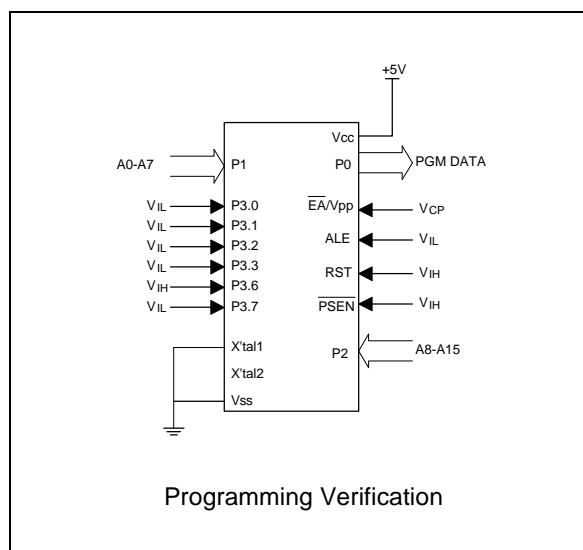 +5V
Vcc
A0-A7
P1
P0
PGM DATA
VIL
P3.0
EA/Vpp
VCP
VIL
P3.1
VIL
P3.2
ALE
VIL
VIL
P3.3
RST
VIH
VIH
P3.6
VIL
P3.7
PSEN
VIH
X'tal1
P2
A8-A15
X'tal2
Vss
Programming Verification